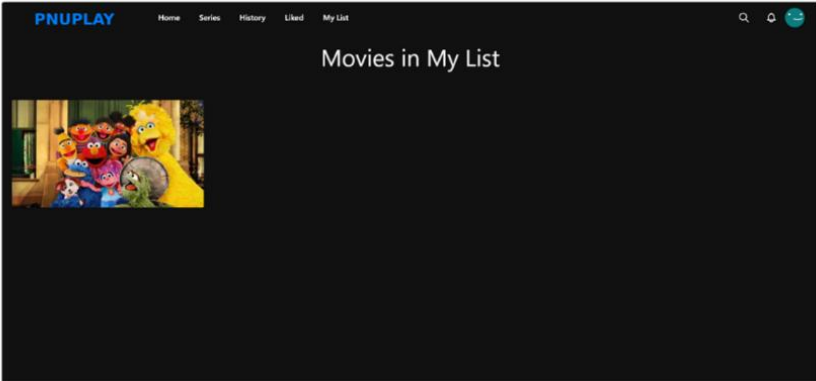 PNUPLAY Home Series History Liked My List
Movies in My List